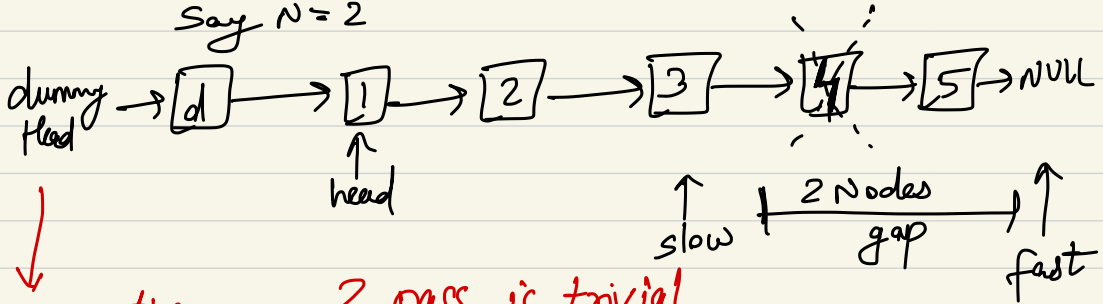 Say N = 2
dummy Head → d → 1 → 2 → 3 → 4 → 5 → NULL
head
slow
2 Nodes gap
fast
2 pass is trivial